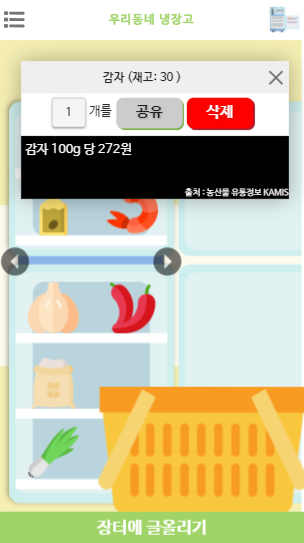 우리동네 냉장고
감자 (재고: 30 )
1 개를 공유 삭제
감자 100g 당 272원
출처 : 농산물 유통정보 KAMIS
장터에 글올리기